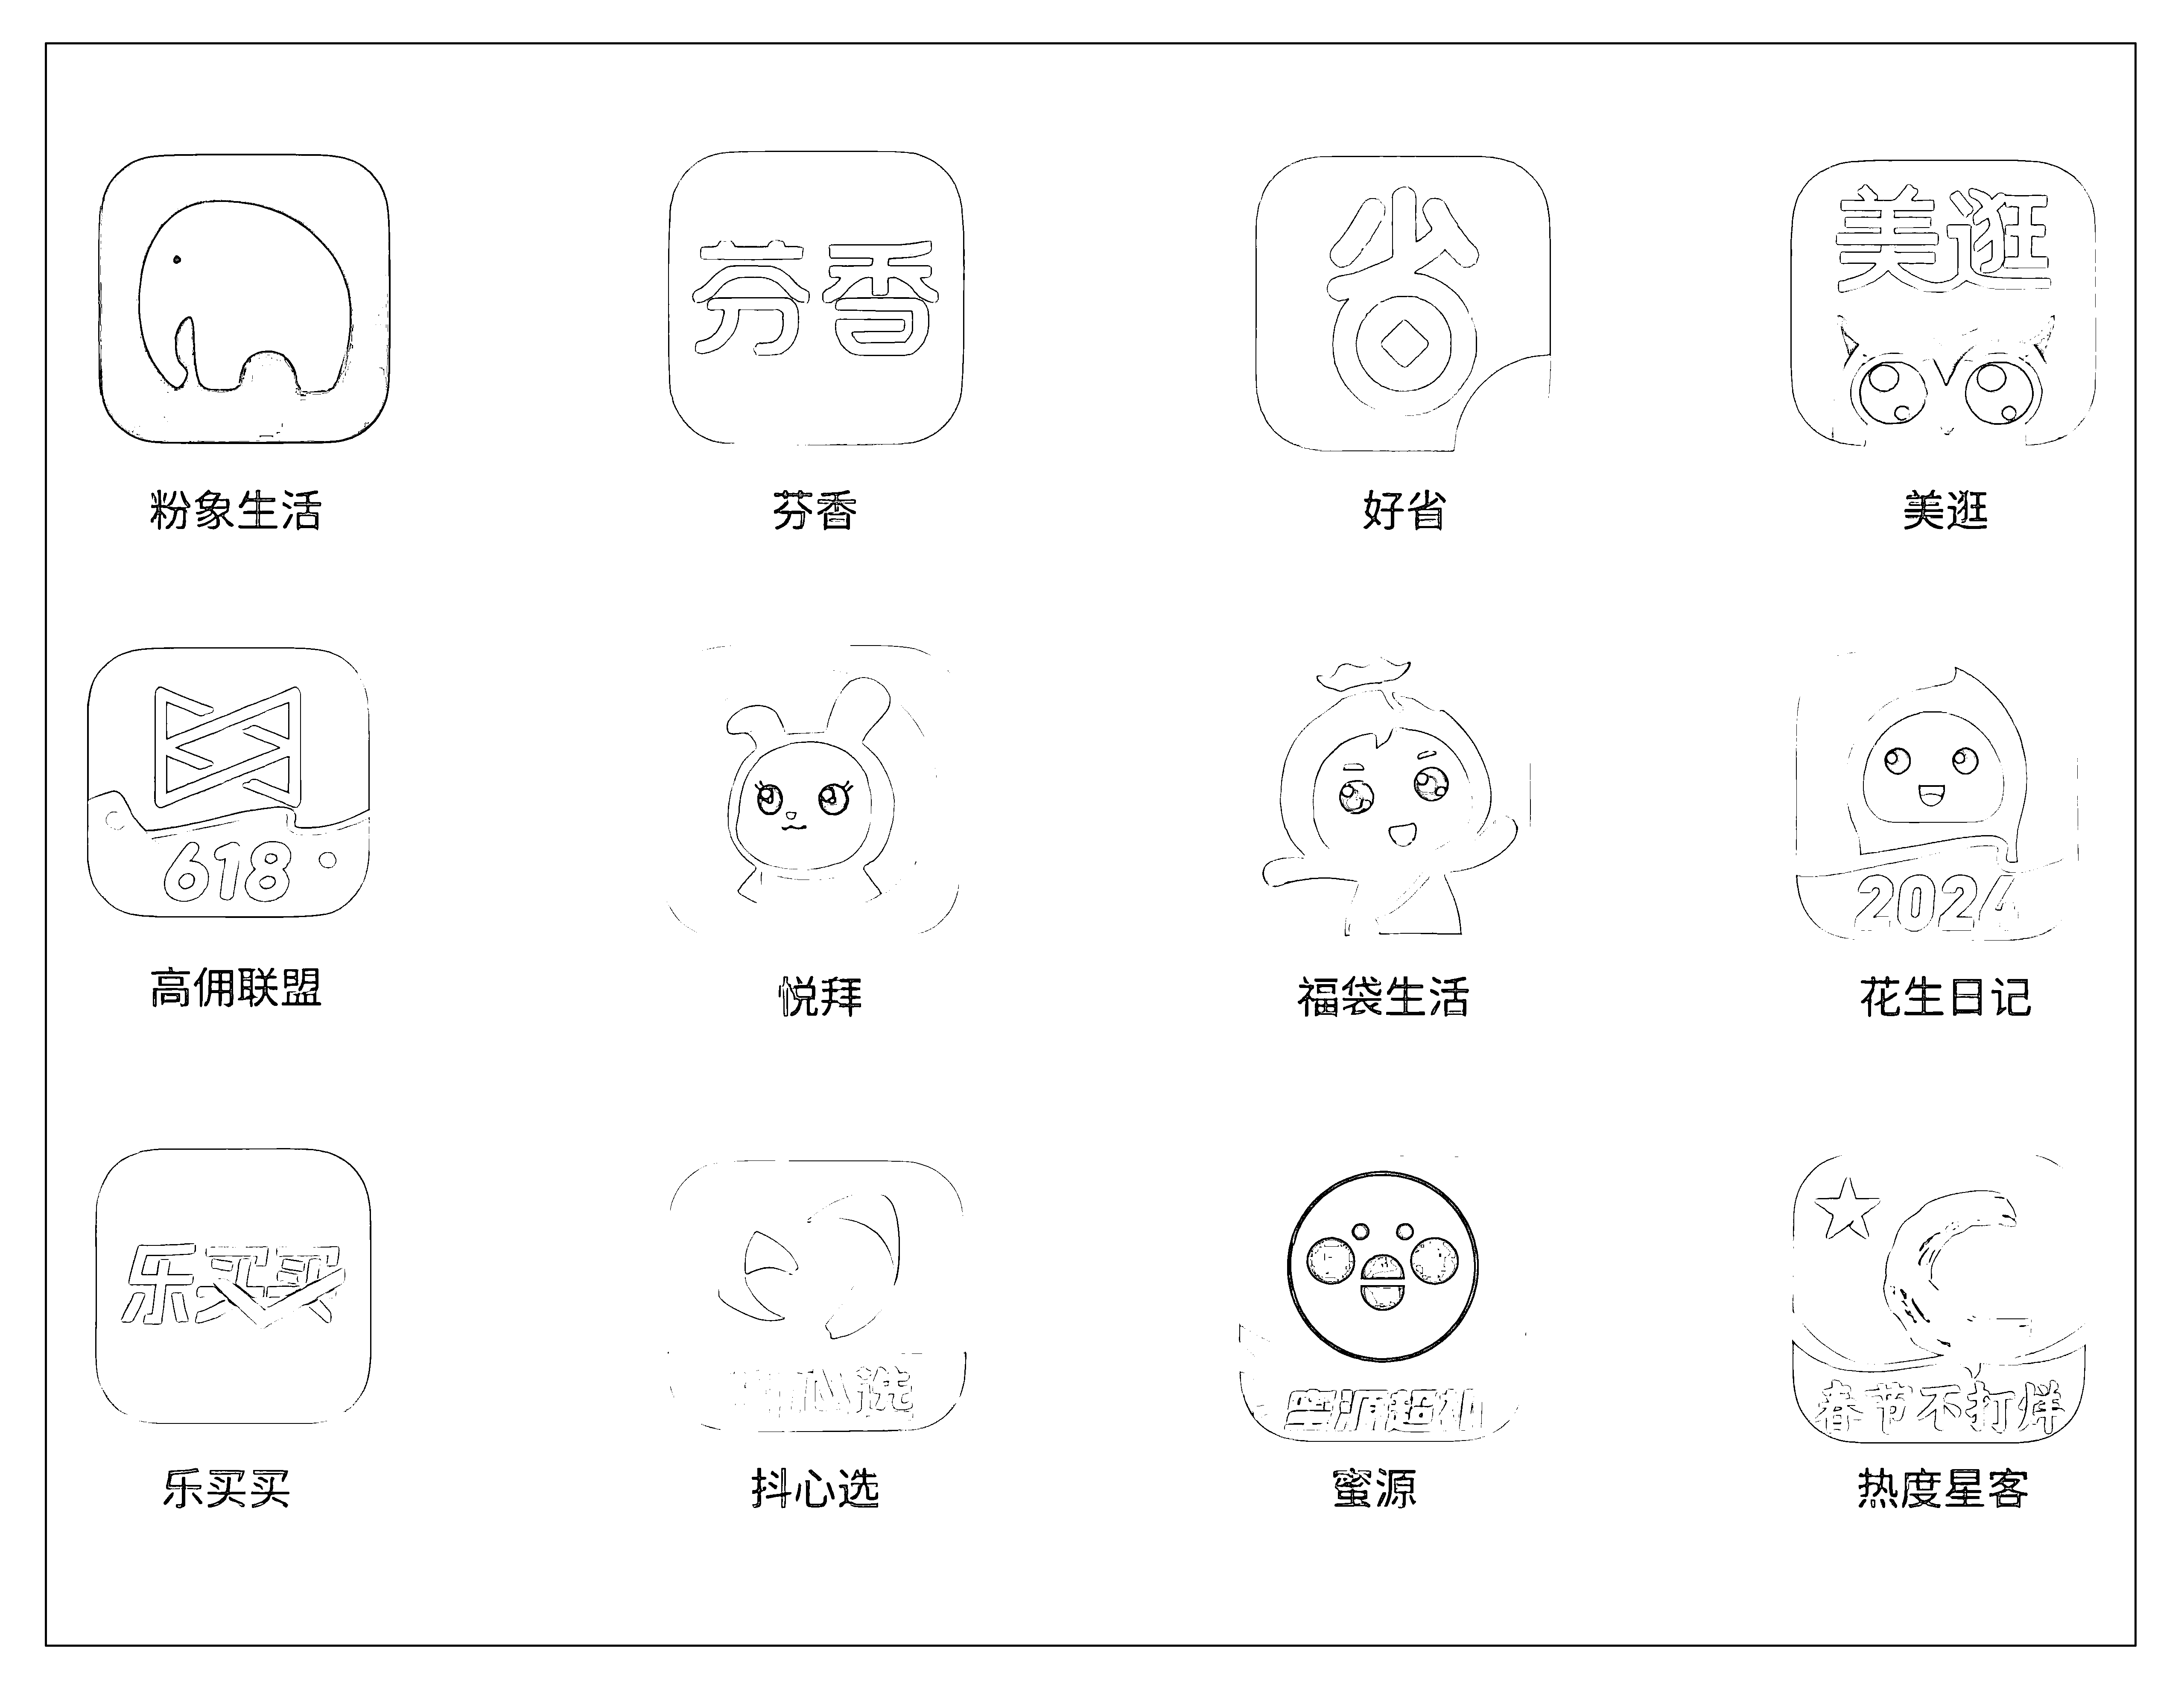 芬香
省
美逛
粉象生活
芬香
好省
美逛
618
2024
高佣联盟
悦拜
福袋生活
花生日记
乐买买
心选
蜜源超
春节不打烊
乐买买
抖心选
蜜源
热度星客